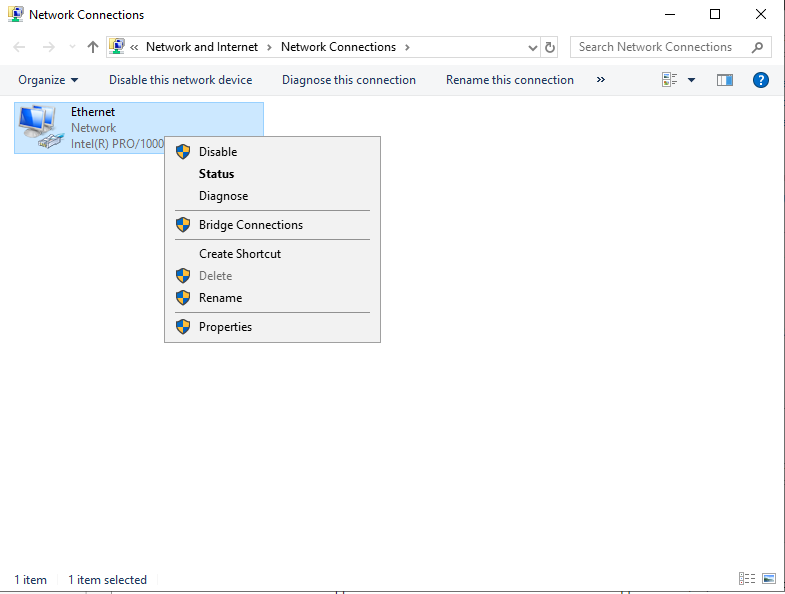 Network Connections
« Network and Internet › Network Connections ›
Search Network Connections
Organize
Disable this network device
Diagnose this connection
Rename this connection
»
?
Ethernet
Network
Intel(R) PRO/1000
Disable
Status
Diagnose
Bridge Connections
Create Shortcut
Delete
Rename
Properties
1 item
1 item selected